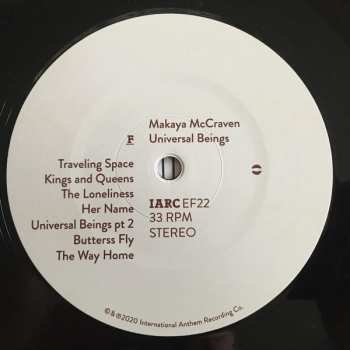 Makaya McCraven
Universal Beings
F
Traveling Space
Kings and Queens
The Loneliness
Her Name
Universal Beings pt 2
Butterss Fly
The Way Home
IARC EF22
33 RPM
STEREO
©&℗2020 International Anthem Recording Co.